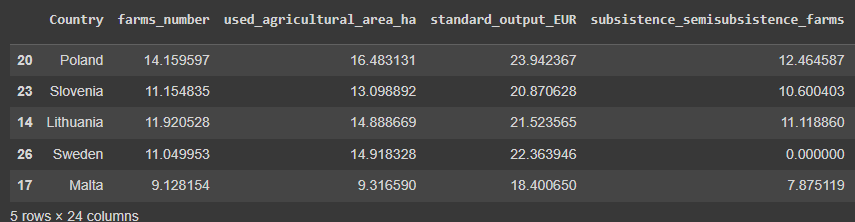 Country farms_number used_agricultural_area_ha standard_output_EUR subsistence_semisubsistence_farms
20 Poland 14.159597 16.483131 23.942367 12.464587
23 Slovenia 11.154835 13.098892 20.870628 10.600403
14 Lithuania 11.920528 14.888669 21.523565 11.118860
26 Sweden 11.049953 14.918328 22.363946 0.000000
17 Malta 9.128154 9.316590 18.400650 7.875119
5 rows × 24 columns